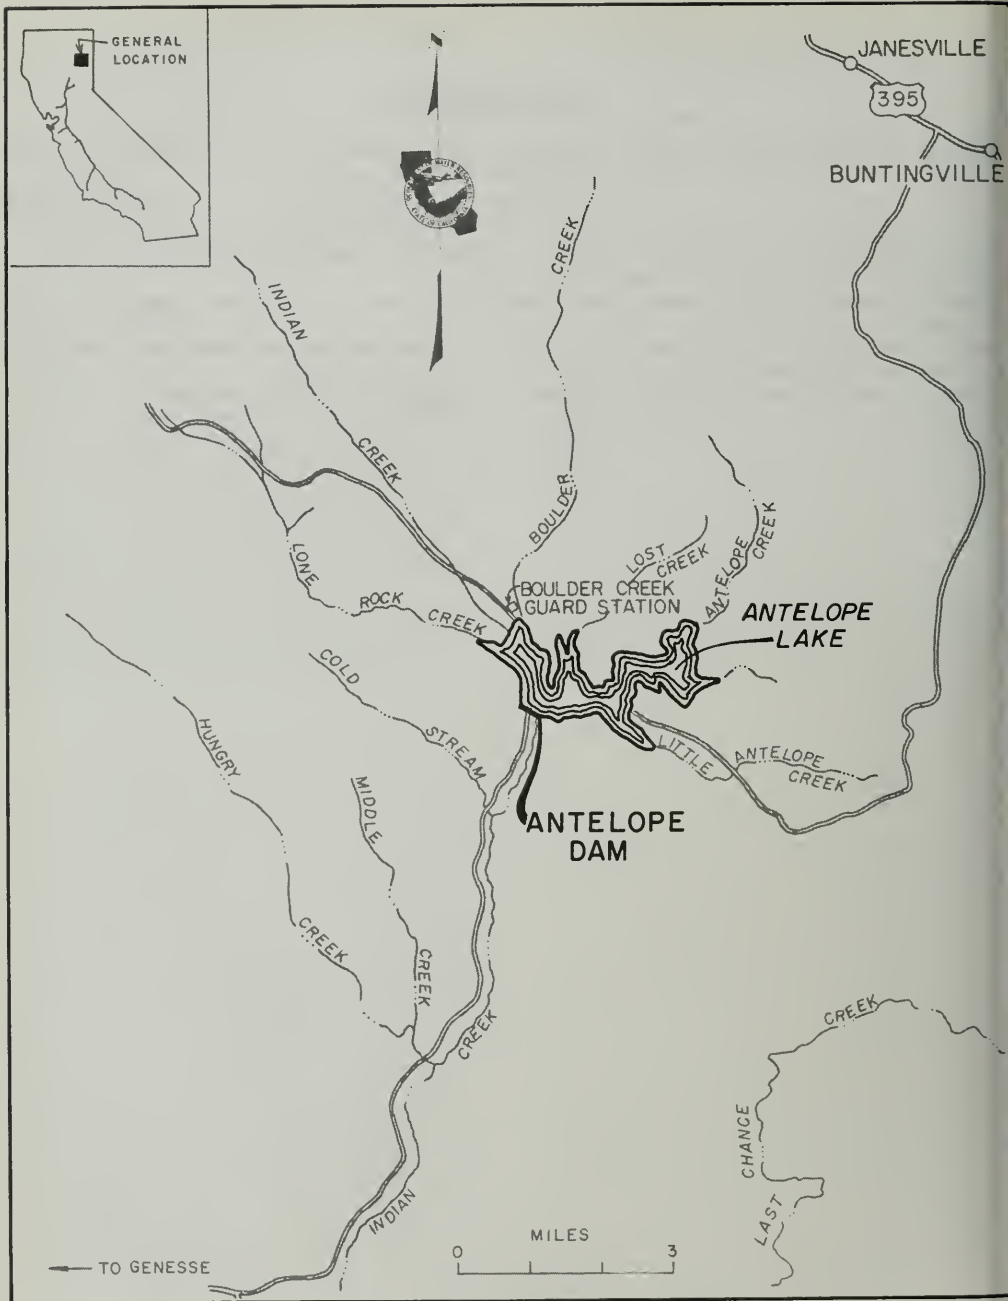 GENERAL
LOCATION
JANESVILLE
395
BUNTINGVILLE
INDIAN
CREEK
BOULDER
CREEK
LOST
CREEK
ANTELOPE
CREEK
LONE
ROCK
CREEK
BOULDER CREEK
GUARD STATION
ANTELOPE
LAKE
COLD
STREAM
HUNGRY
CREEK
MIDDLE
CREEK
LITTLE
ANTELOPE
CREEK
ANTELOPE
DAM
CREEK
INDIAN
CREEK
CHANCE
LAST
MILES
0
3
TO GENESSE